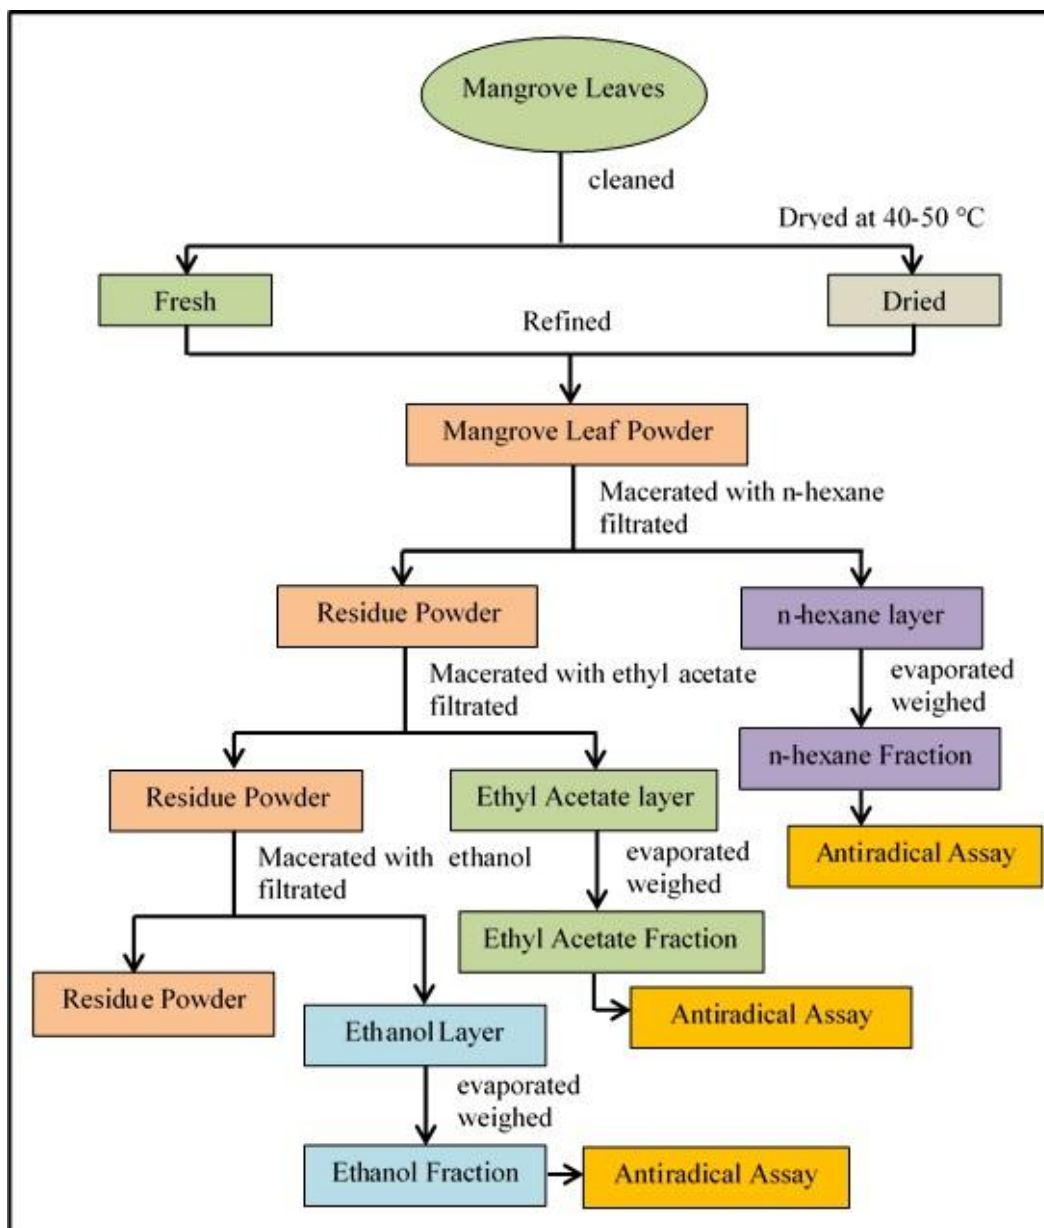 Mangrove Leaves
cleaned
Dryed at 40-50 °C
Fresh
Dried
Refined
Mangrove Leaf Powder
Macerated with n-hexane
filtrated
Residue Powder
n-hexane layer
Macerated with ethyl acetate
filtrated
evaporated
weighed
n-hexane Fraction
Residue Powder
Ethyl Acetate layer
Antiradical Assay
Macerated with ethanol
filtrated
evaporated
weighed
Ethyl Acetate Fraction
Residue Powder
Antiradical Assay
Ethanol Layer
evaporated
weighed
Ethanol Fraction
Antiradical Assay